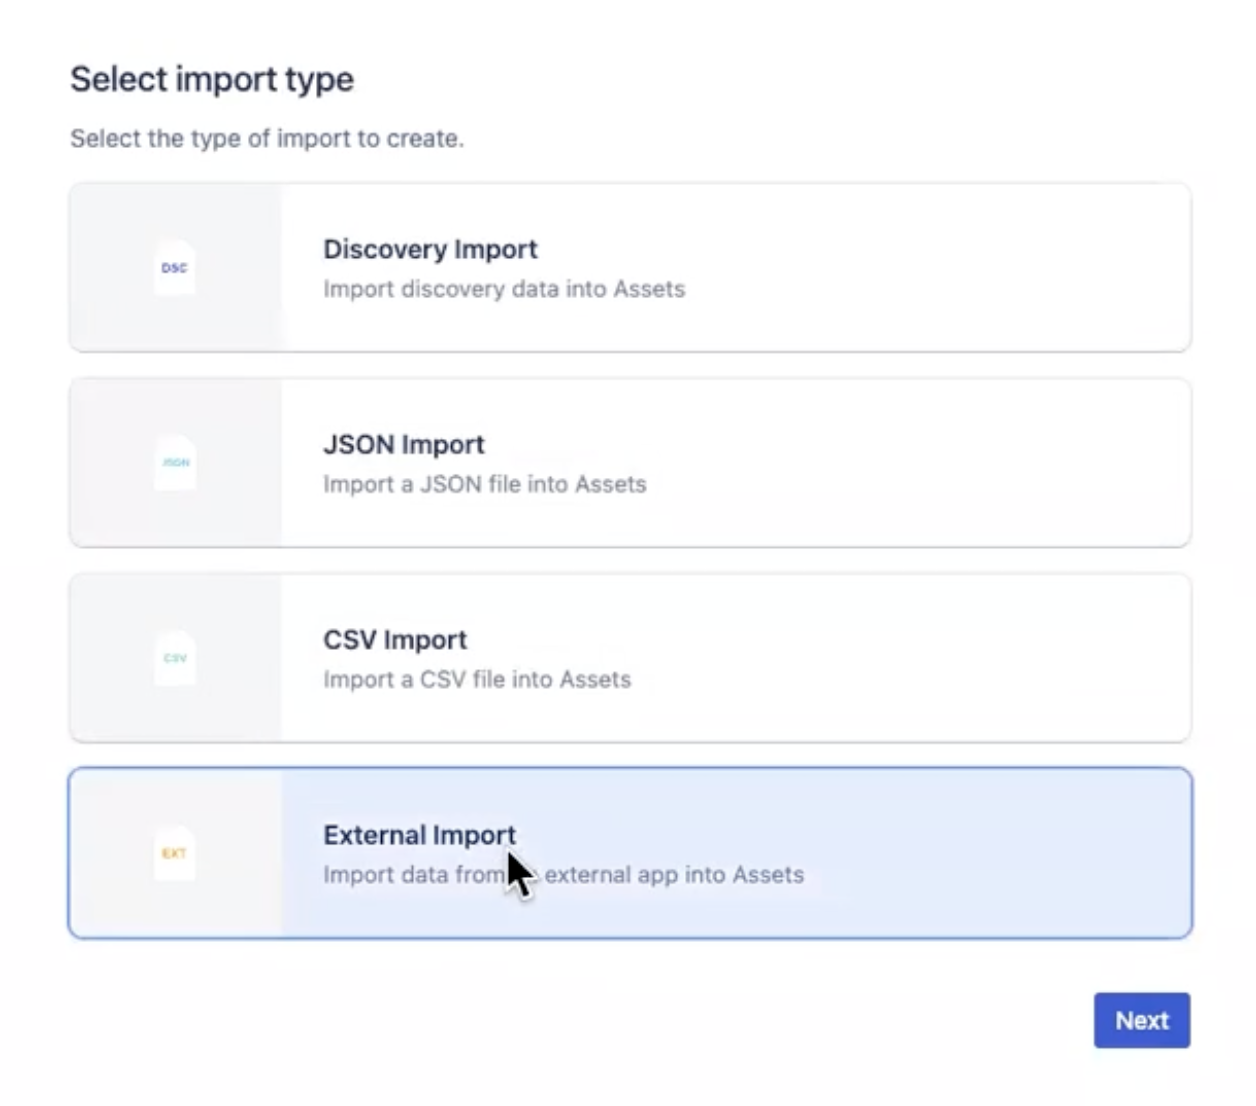 Select import type
Select the type of import to create.
DSC
Discovery Import
Import discovery data into Assets
JSON
JSON Import
Import a JSON file into Assets
CSV
CSV Import
Import a CSV file into Assets
EXT
External Import
Import data from external app into Assets
Next